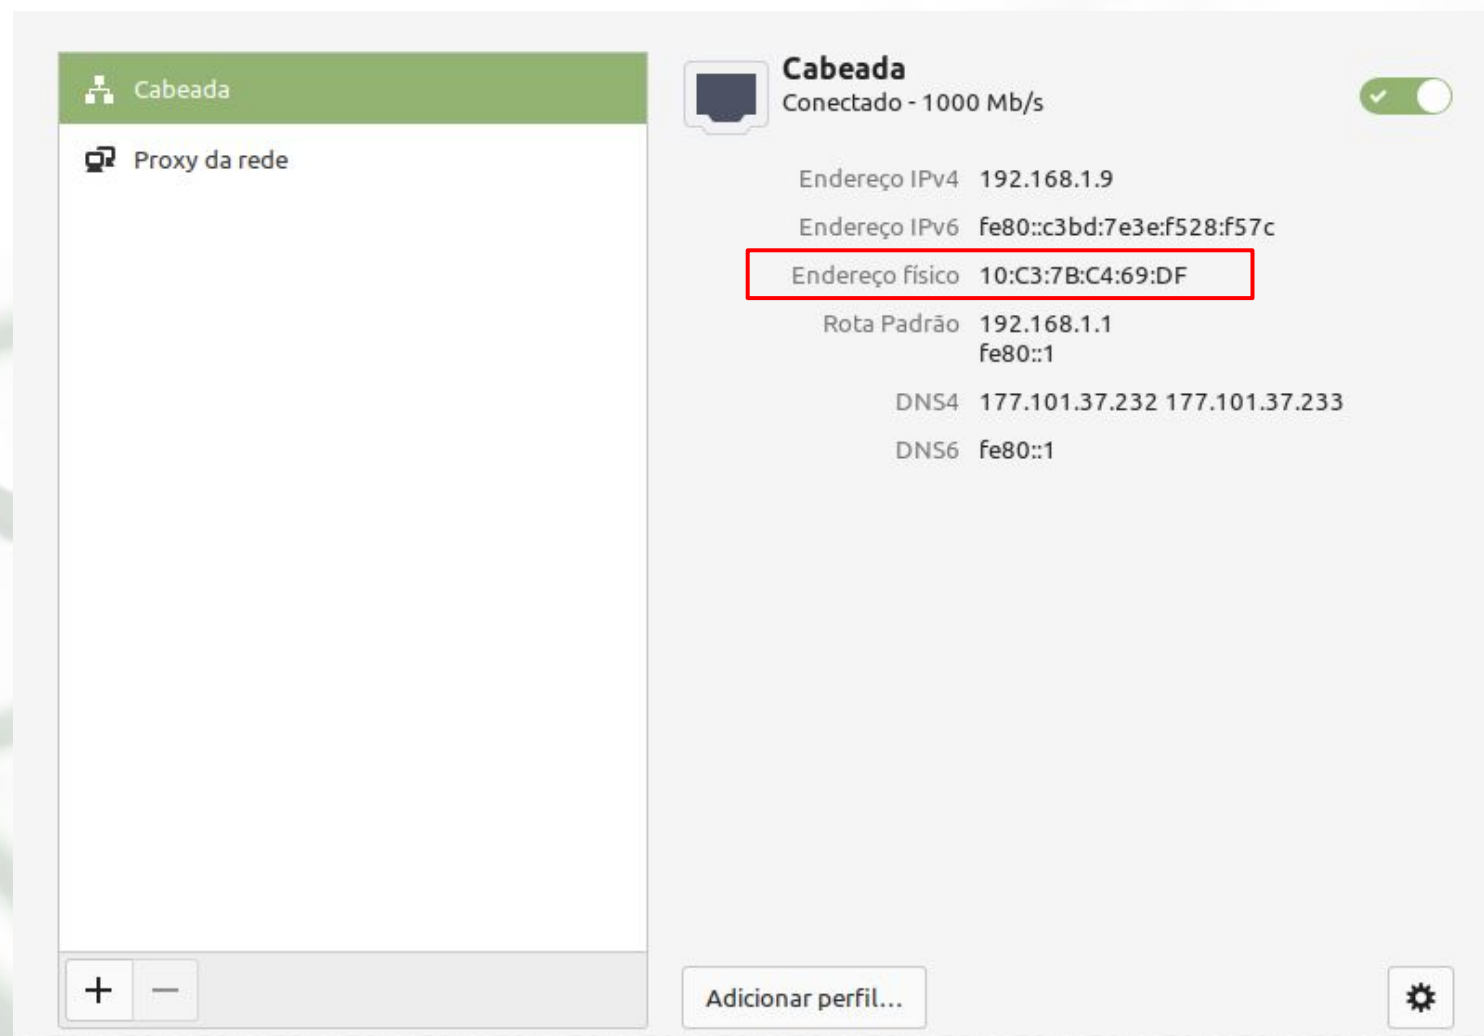 Cabeada
Proxy da rede
Cabeada
Conectado - 1000 Mb/s
Endereço IPv4 192.168.1.9
Endereço IPv6 fe80::c3bd:7e3e:f528:f57c
Endereço físico 10:C3:7B:C4:69:DF
Rota Padrão 192.168.1.1
fe80::1
DNS4 177.101.37.232 177.101.37.233
DNS6 fe80::1
Adicionar perfil...